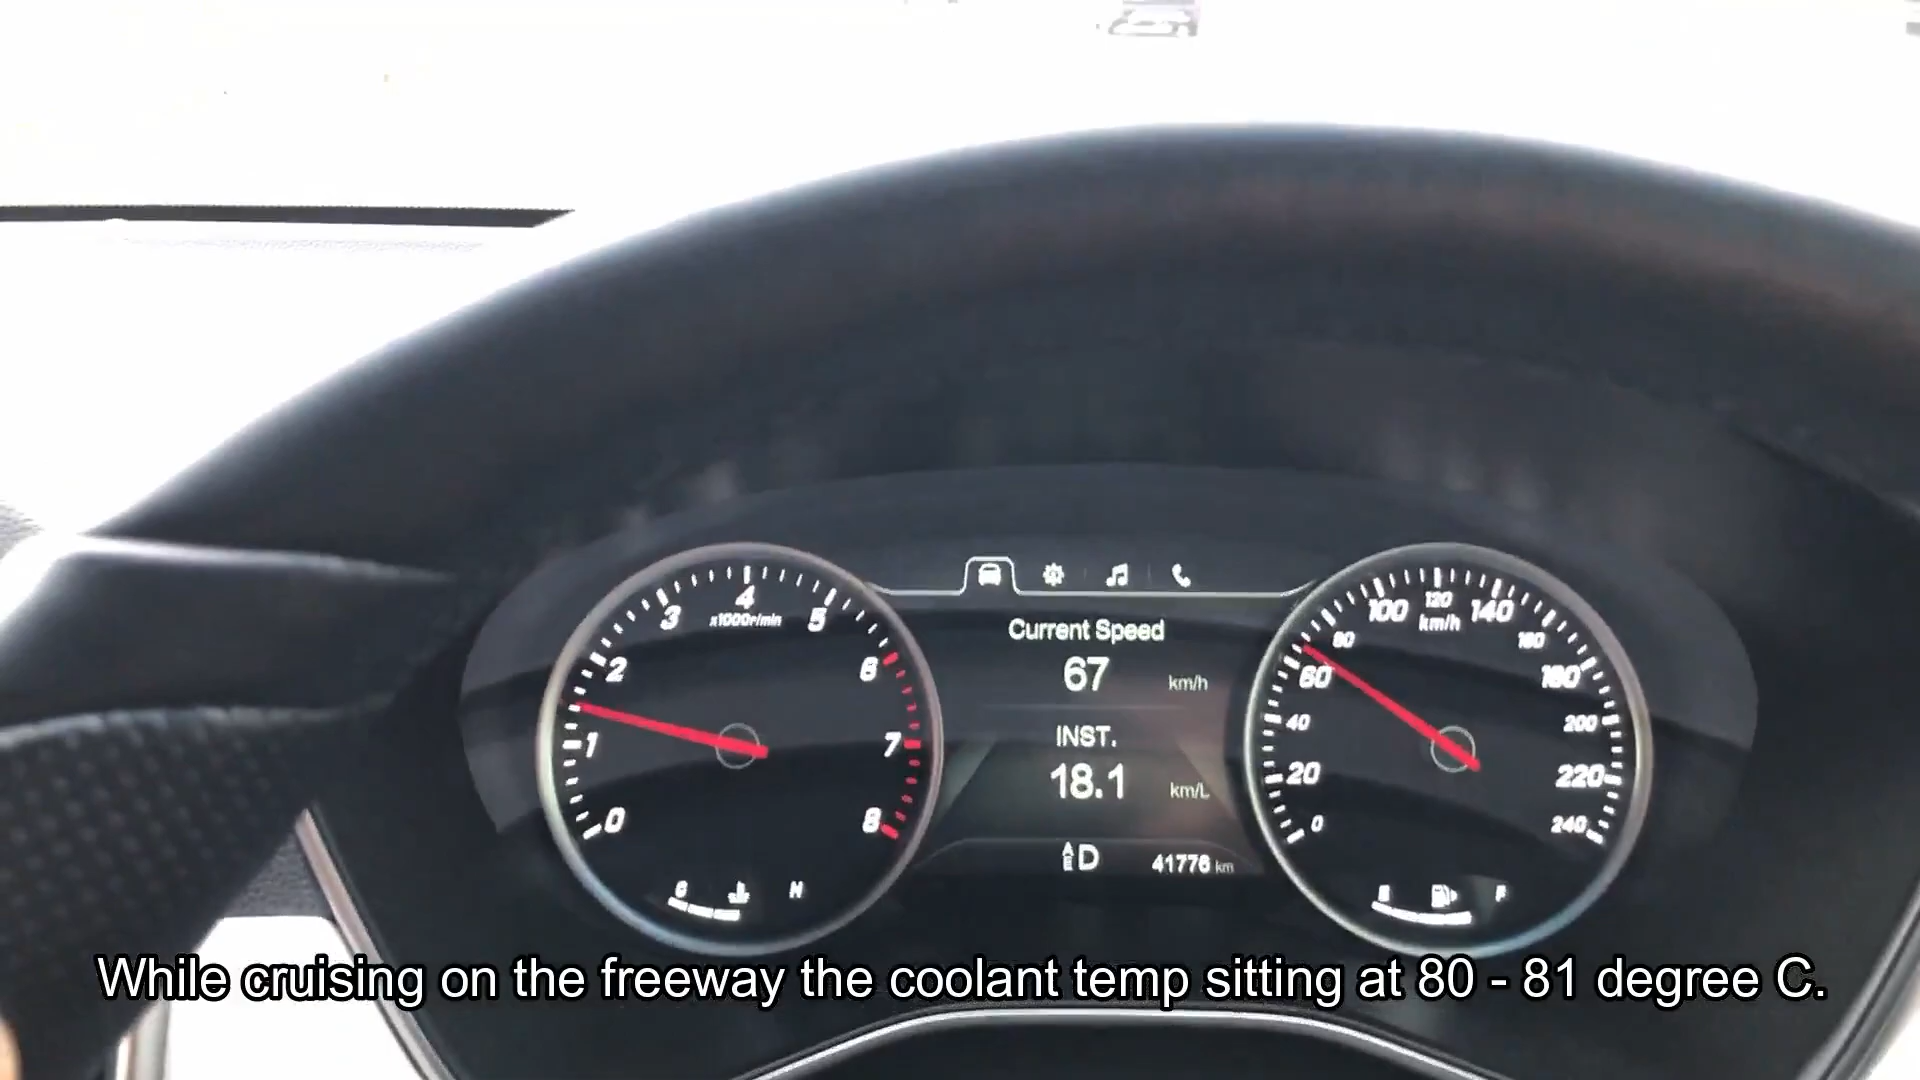 Current Speed
67 km/h
INST.
18.1 km/L
D
41776 km
0
1
2
3
4
5
6
7
8
x1000r/min
H
0
20
40
60
80
100
120
140
160
180
200
220
240
km/h
E
F
While cruising on the freeway the coolant temp sitting at 80 - 81 degree C.